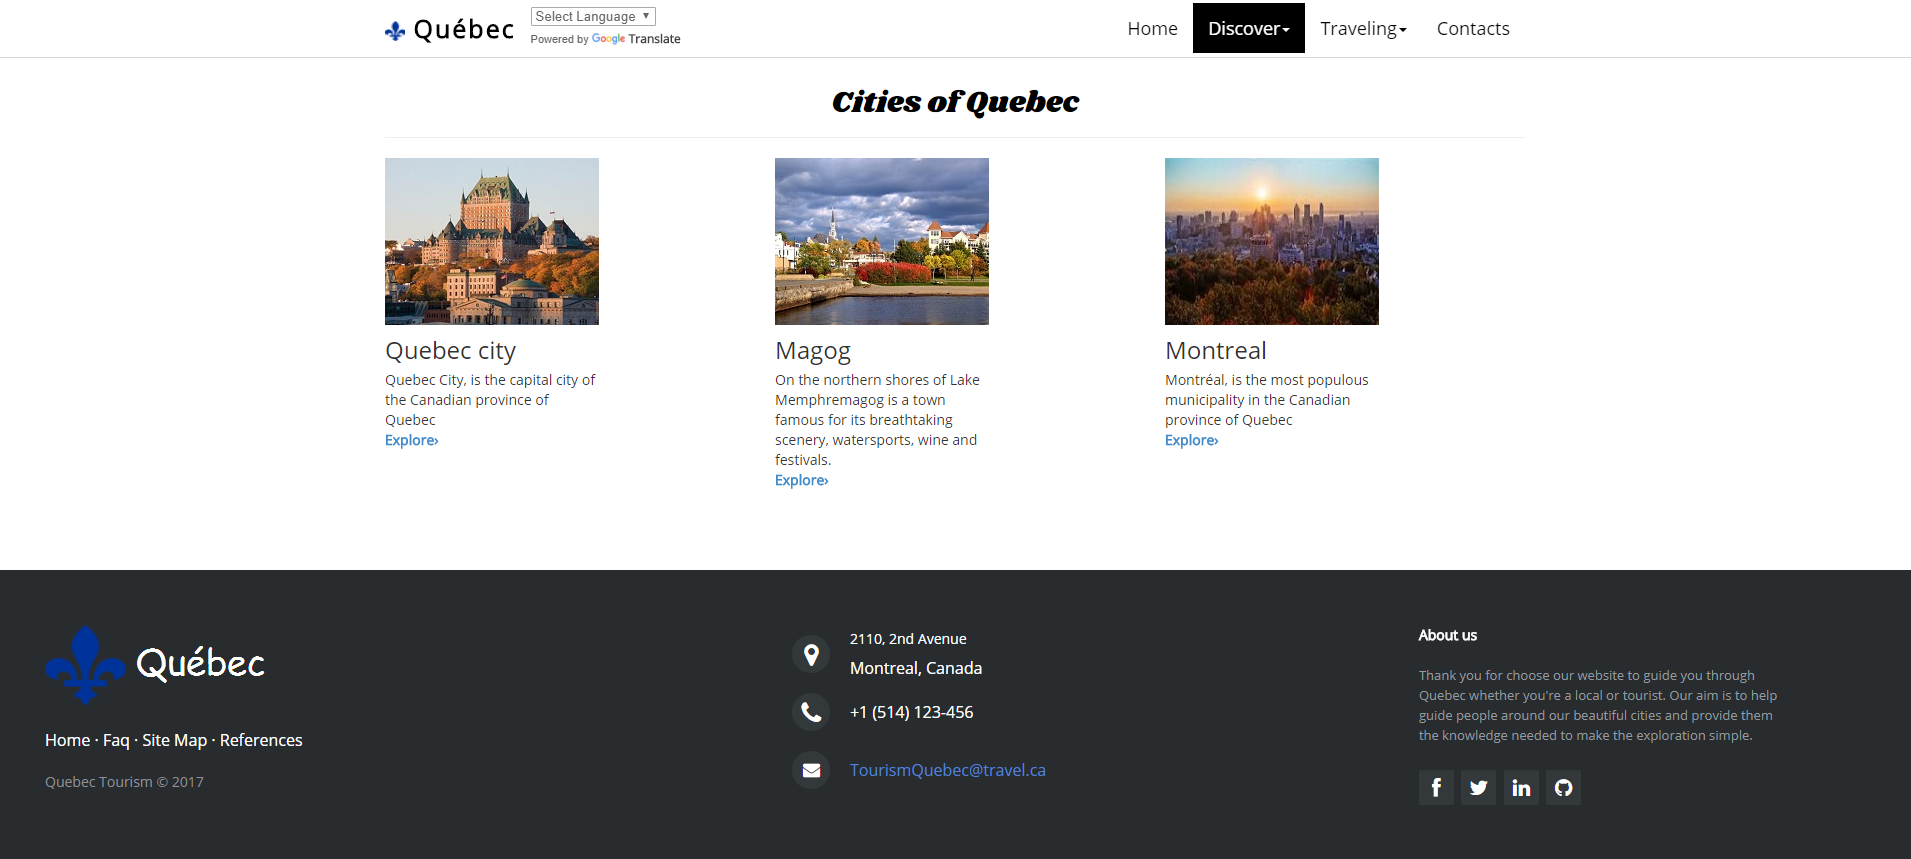 Québec
Select Language
Powered by Google Translate
Home
Discover
Traveling
Contacts
Cities of Quebec
Quebec city
Quebec City, is the capital city of
the Canadian province of
Quebec
Explore›
Magog
On the northern shores of Lake
Memphremagog is a town
famous for its breathtaking
scenery, watersports, wine and
festivals.
Explore›
Montreal
Montréal, is the most populous
municipality in the Canadian
province of Quebec
Explore›
Québec
Home · Faq · Site Map · References
Quebec Tourism © 2017
2110, 2nd Avenue
Montreal, Canada
+1 (514) 123-456
TourismQuebec@travel.ca
About us
Thank you for choose our website to guide you through
Quebec whether you're a local or tourist. Our aim is to help
guide people around our beautiful cities and provide them
the knowledge needed to make the exploration simple.